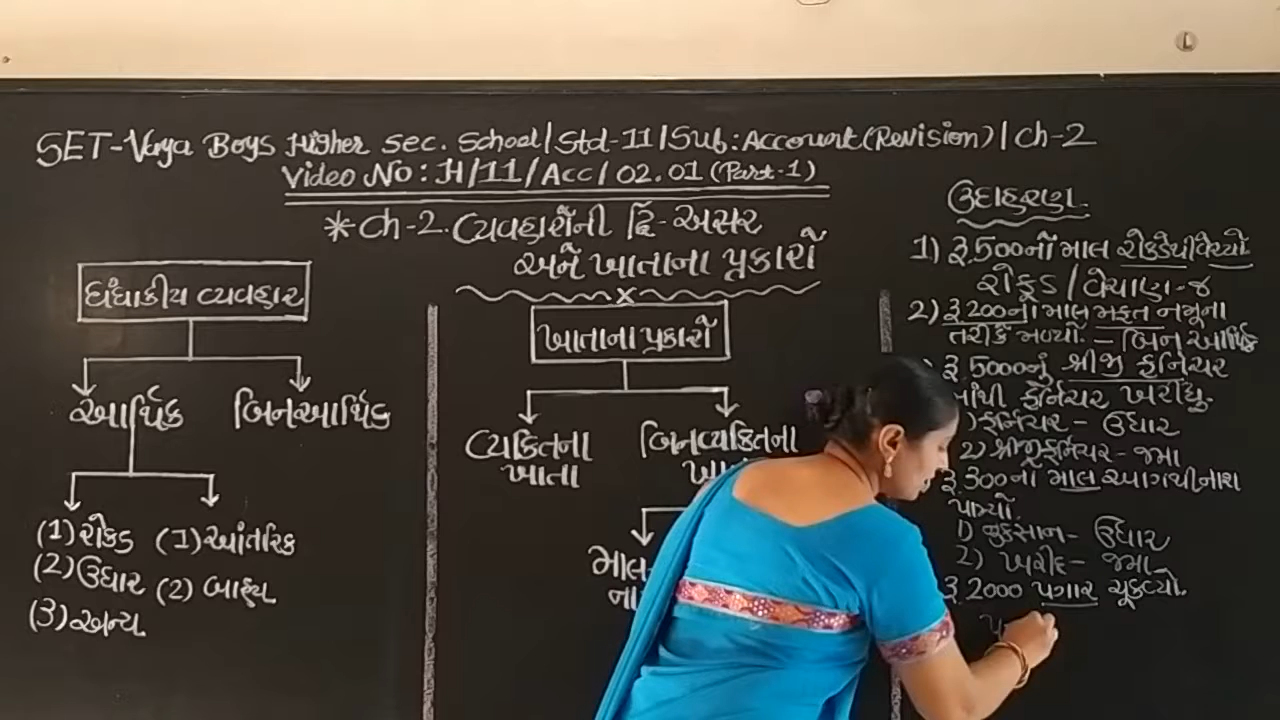 SET-Vaya Boys Higher Sec. School/Std-11/Sub:Account(Revision)/ch-2
Video No: H/11/Acc/02.01 (Part-1)
*ch-2. વ્યવહારોની દ્વિ-અસર
અને ખાતાના પ્રકારો
ધંધાકીય વ્યવહાર
આર્થિક બિનઆર્થિક
(1) રોકડ (1) આંતરિક
(2) ઉધાર (2) બાહ્ય
(3) અન્ય
ખાતાના પ્રકારો
વ્યકિતના બિનવ્યકિતના
ખાતા
માલ
ઉદાહરણ
1) રૂ.500નો માલ રોકડેથી વેચ્યો
રોકડ / વેચાણ-જ
2) રૂ 200નો માલ મફત નમૂના
તરીકે મળ્યો. – બિન આર્થિક
રૂ 5000નું શ્રીજી ફર્નિચર
માંથી ફર્નિચર ખરીદ્યુ.
) ફર્નિચર - ઉધાર
2) શ્રીજી ફર્નિચર - જમા
રૂ 300નો માલ આગથી નાશ
પામ્યો.
1) નુકસાન - ઉધાર
2) ખરીદ - જમા
રૂ 2000 પગાર ચૂકવ્યો.
પ